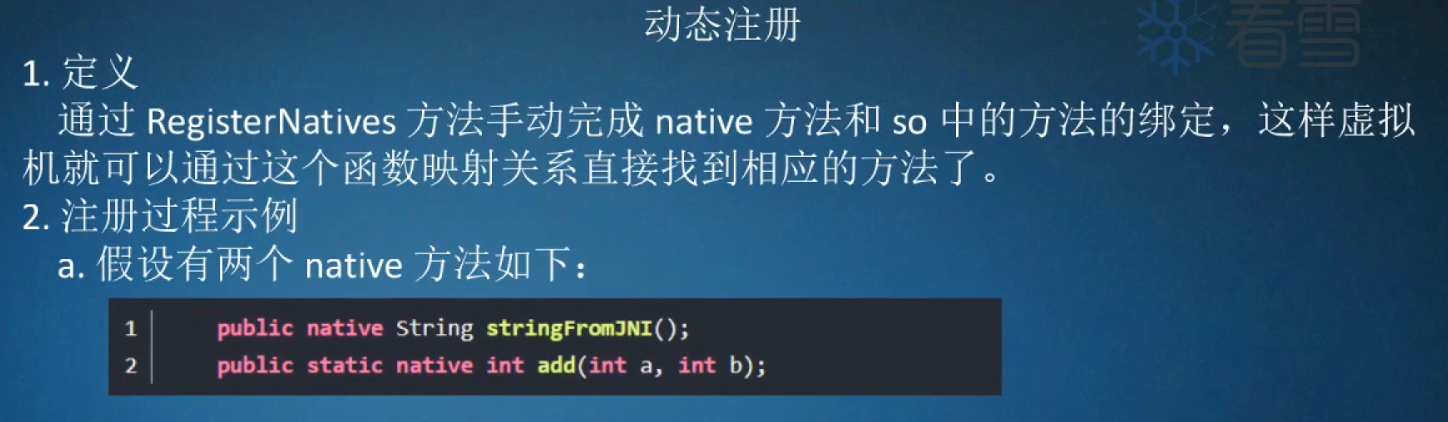 动态注册
看雪
1. 定义
通过 RegisterNatives 方法手动完成 native 方法和 so 中的方法的绑定，这样虚拟
机就可以通过这个函数映射关系直接找到相应的方法了。
2. 注册过程示例
a. 假设有两个 native 方法如下：
1 public native String stringFromJNI();
2 public static native int add(int a, int b);